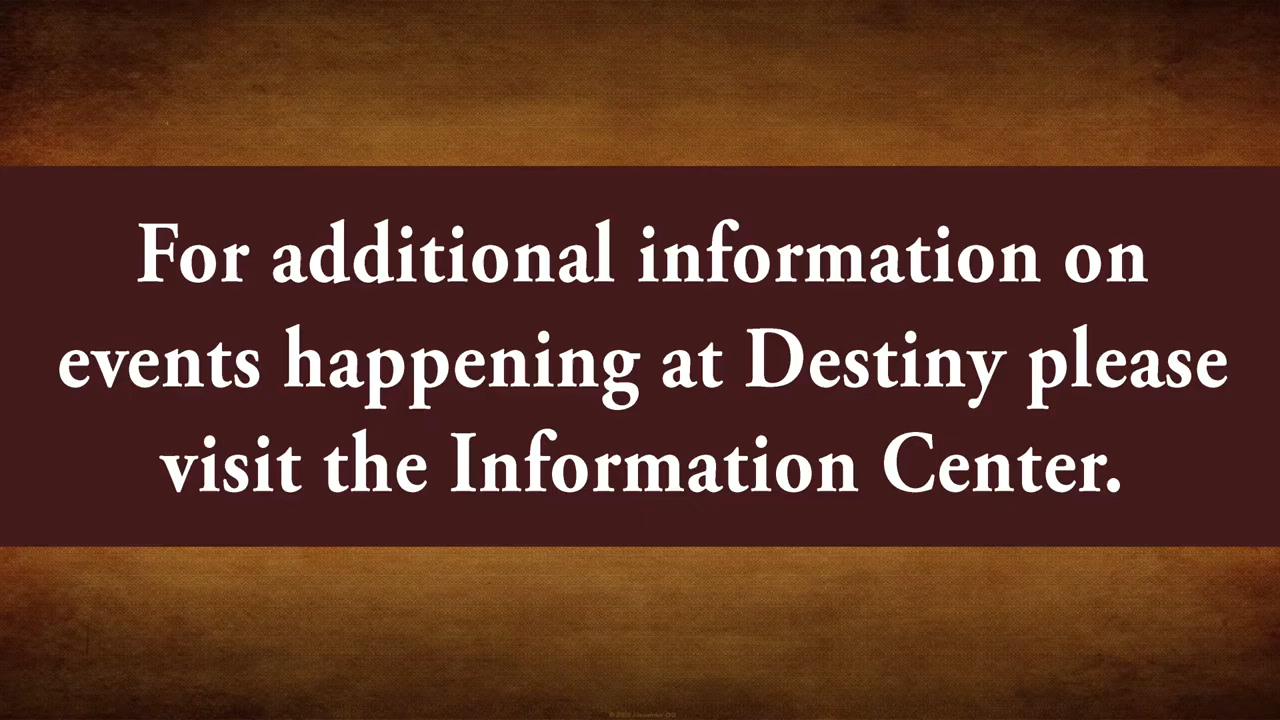 For additional information on
events happening at Destiny please
visit the Information Center.